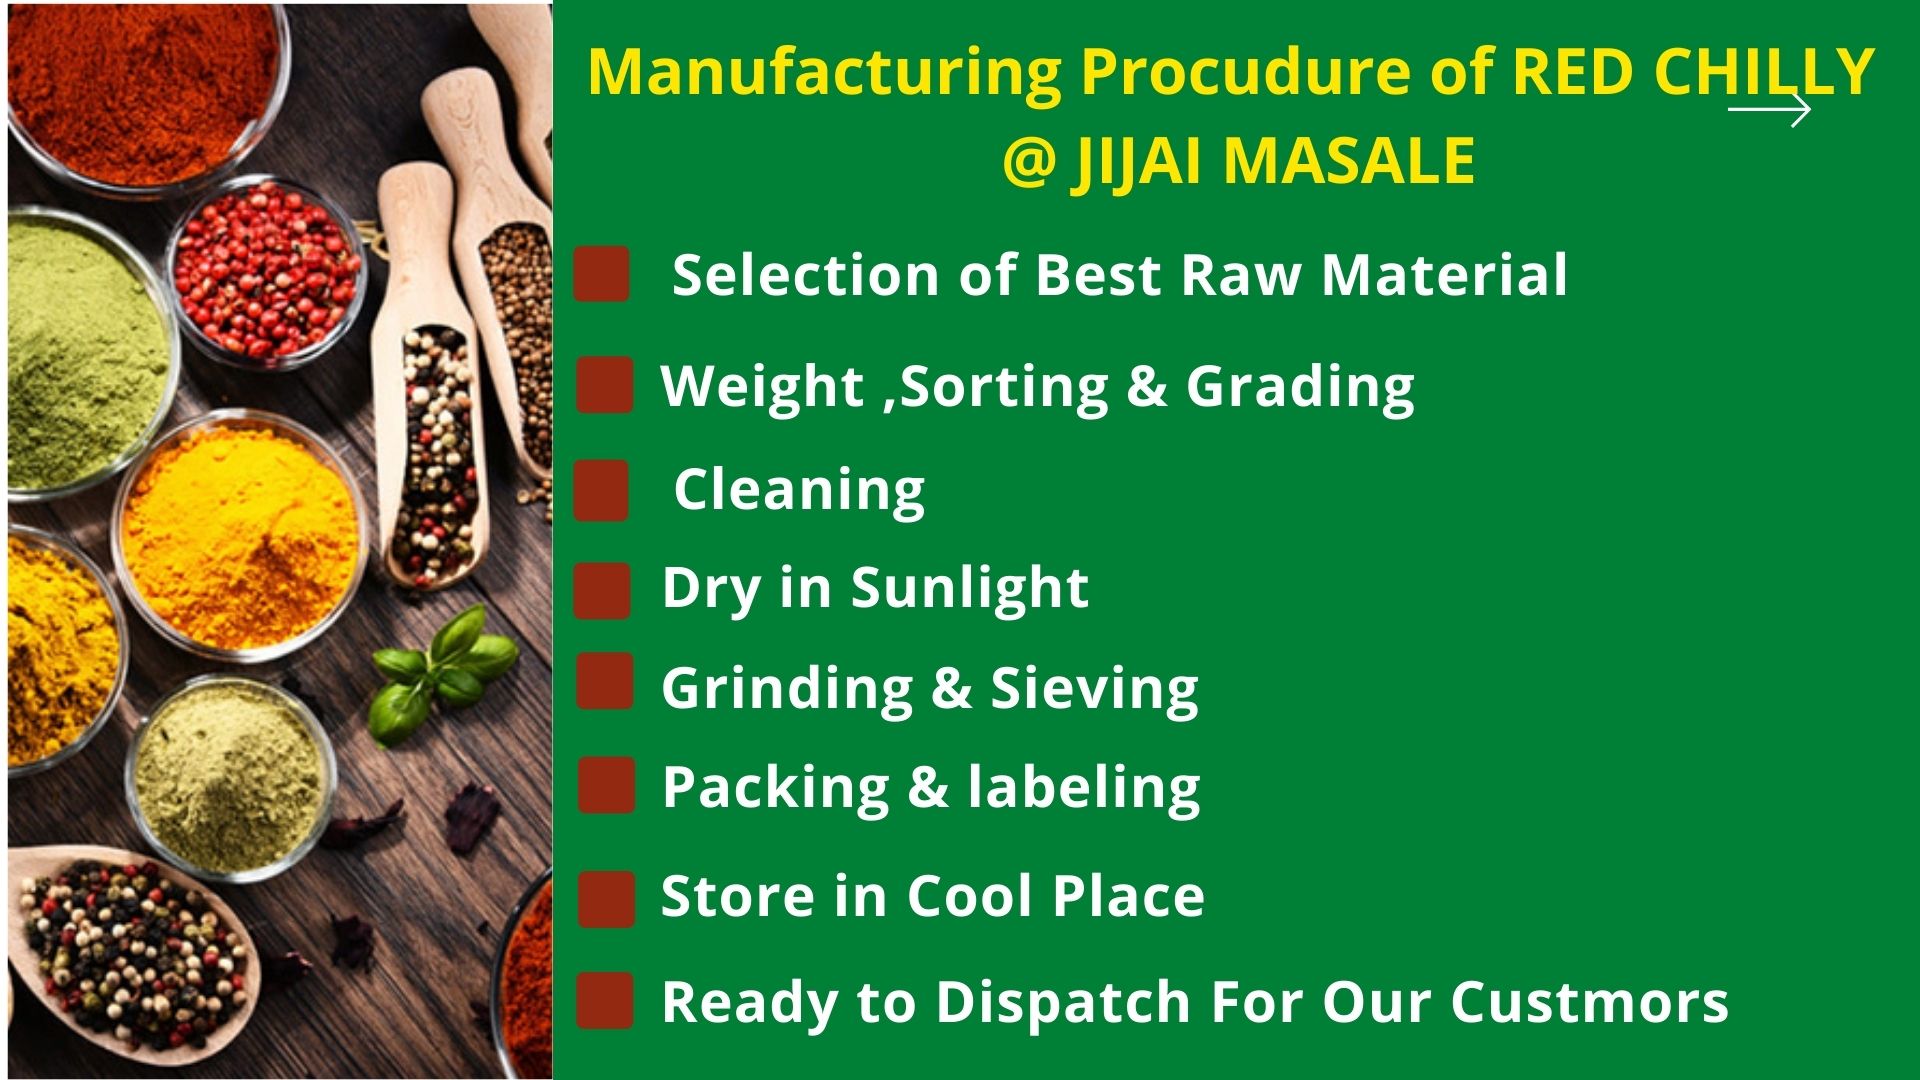 Manufacturing Procudure of RED CHILLY
@ JIJAI MASALE
Selection of Best Raw Material
Weight ,Sorting & Grading
Cleaning
Dry in Sunlight
Grinding & Sieving
Packing & labeling
Store in Cool Place
Ready to Dispatch For Our Custmors